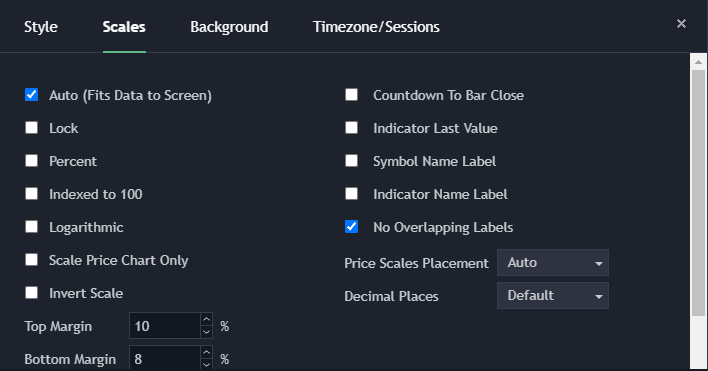 Style Scales Background Timezone/Sessions ×
Auto (Fits Data to Screen)
Lock
Percent
Indexed to 100
Logarithmic
Scale Price Chart Only
Invert Scale
Top Margin 10 %
Bottom Margin 8 %
Countdown To Bar Close
Indicator Last Value
Symbol Name Label
Indicator Name Label
No Overlapping Labels
Price Scales Placement Auto
Decimal Places Default